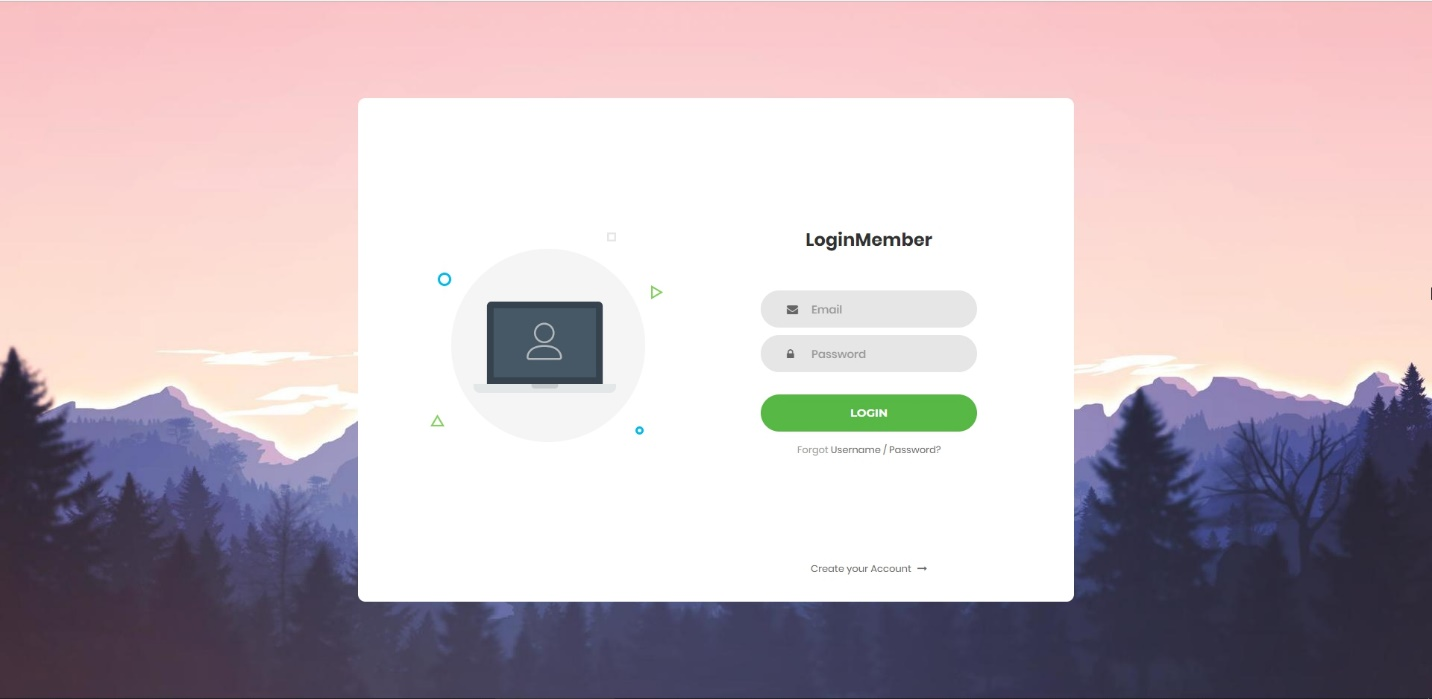 LoginMember
Email
Password
LOGIN
Forgot Username / Password?
Create your Account →